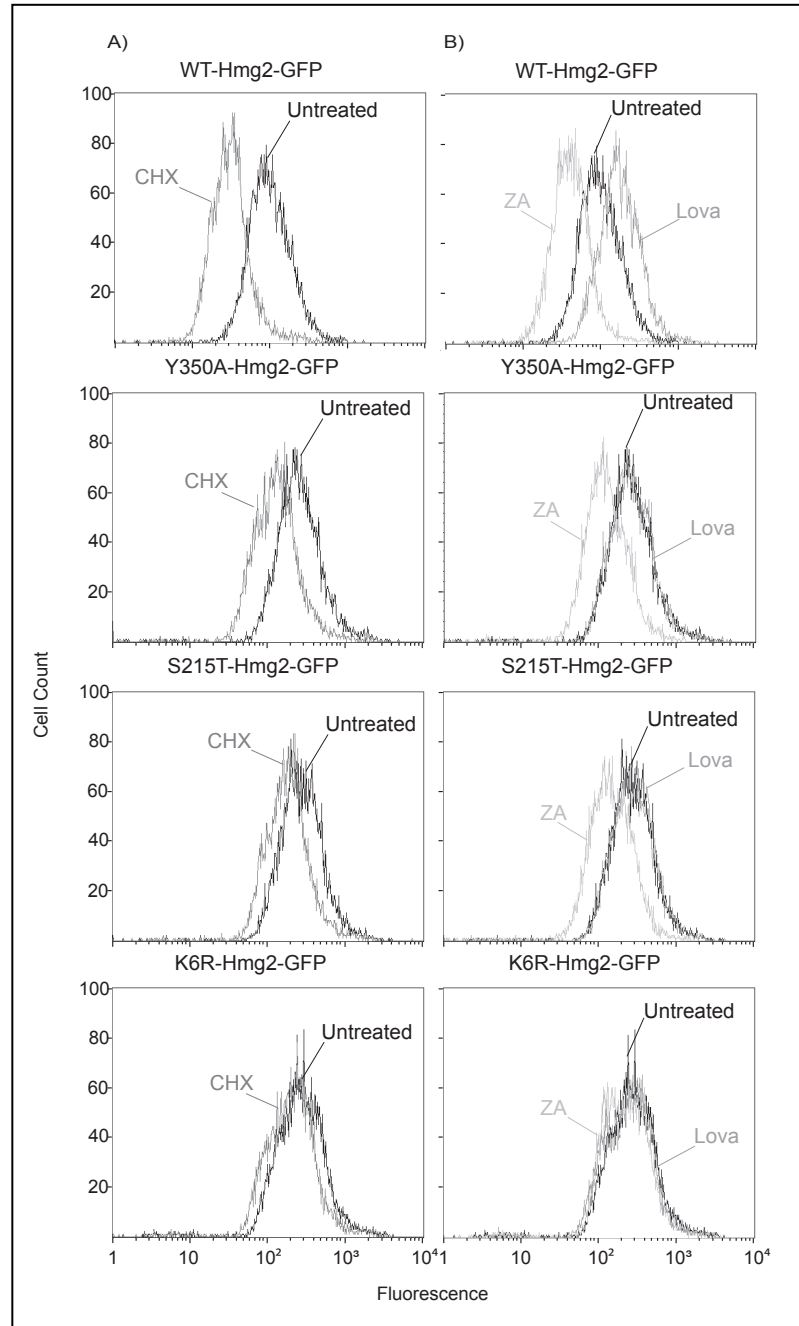 A)
B)
WT-Hmg2-GFP
WT-Hmg2-GFP
100
80
60
40
20
Untreated
CHX
Untreated
ZA
Lova
Y350A-Hmg2-GFP
Y350A-Hmg2-GFP
100
80
60
40
20
Untreated
CHX
Untreated
ZA
Lova
S215T-Hmg2-GFP
S215T-Hmg2-GFP
100
80
60
40
20
CHX
Untreated
Untreated
Lova
ZA
Cell Count
K6R-Hmg2-GFP
K6R-Hmg2-GFP
100
80
60
40
20
Untreated
CHX
Untreated
ZA
Lova
1 10 10² 10³ 10⁴
1 10 10² 10³ 10⁴
Fluorescence